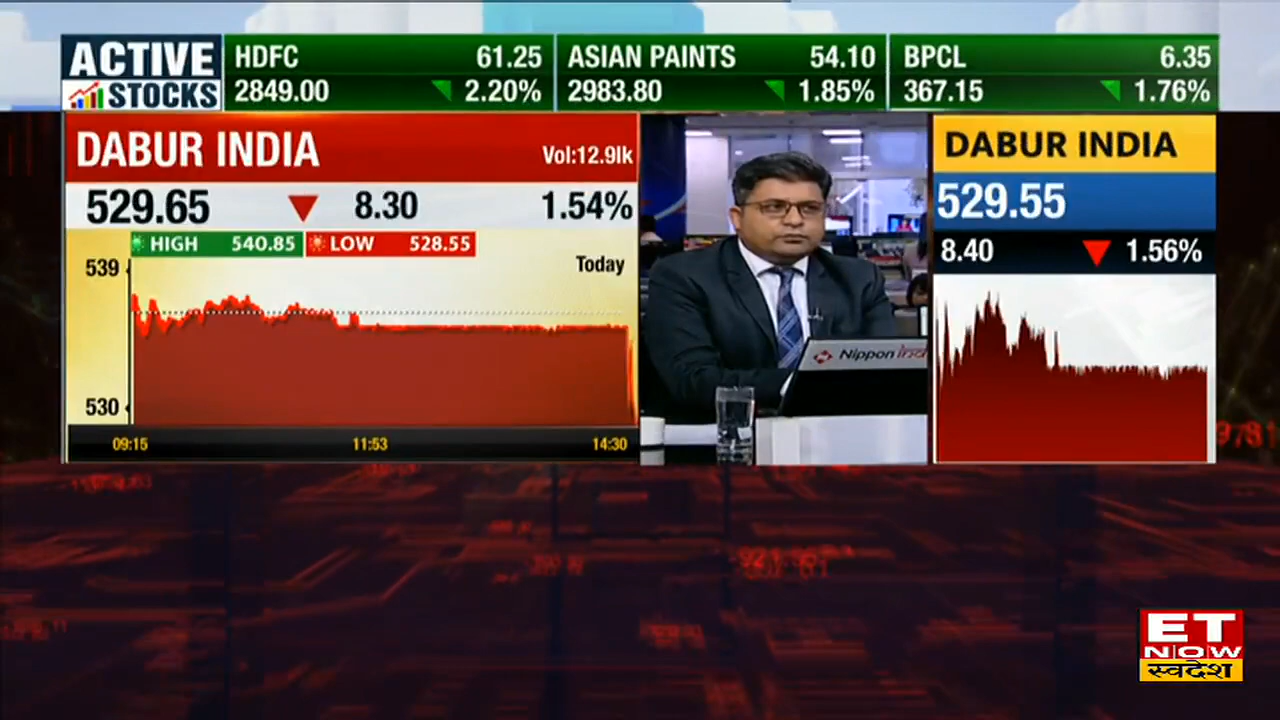 ACTIVE
STOCKS
HDFC 61.25
2849.00 2.20%
ASIAN PAINTS 54.10
2983.80 1.85%
BPCL 6.35
367.15 1.76%
DABUR INDIA Vol:12.9lk
529.65 8.30 1.54%
HIGH 540.85 LOW 528.55
Today
539
530
09:15 11:53 14:30
Nippon
DABUR INDIA
529.55
8.40 1.56%
ET
NOW
स्वदेश